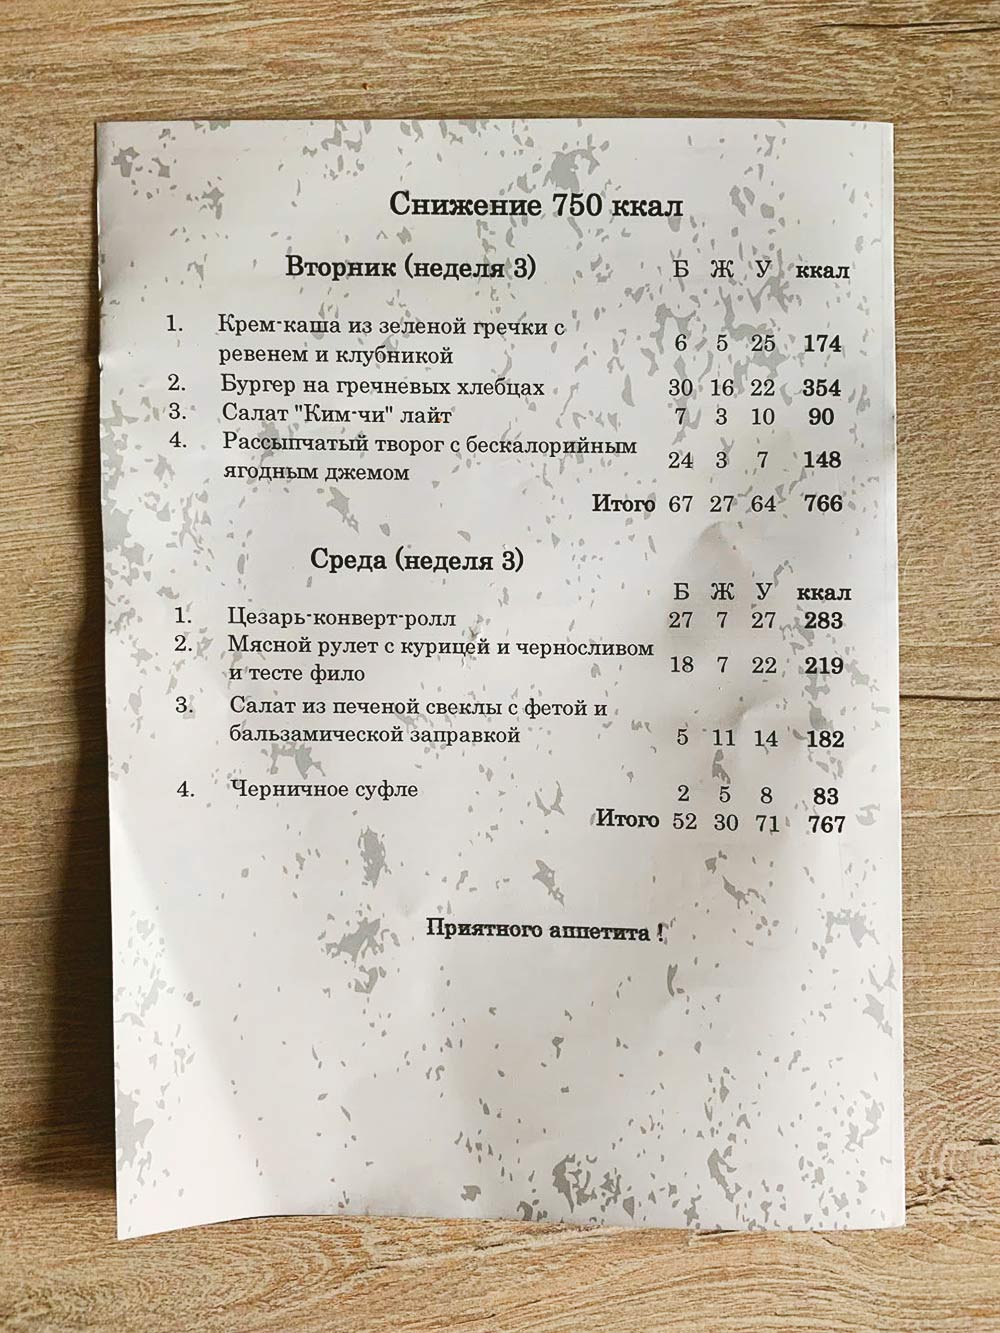 Снижение 750 ккал
Вторник (неделя 3) Б Ж У ккал
1. Крем-каша из зеленой гречки с
ревенем и клубникой 6 5 25 174
2. Бургер на гречневых хлебцах 30 16 22 354
3. Салат "Ким-чи" лайт 7 3 10 90
4. Рассыпчатый творог с бескалорийным
ягодным джемом 24 3 7 148
Итого 67 27 64 766
Среда (неделя 3)
Б Ж У ккал
1. Цезарь-конверт-ролл 27 7 27 283
2. Мясной рулет с курицей и черносливом
и тесте фило 18 7 22 219
3. Салат из печеной свеклы с фетой и
бальзамической заправкой 5 11 14 182
4. Черничное суфле 2 5 8 83
Итого 52 30 71 767
Приятного аппетита !